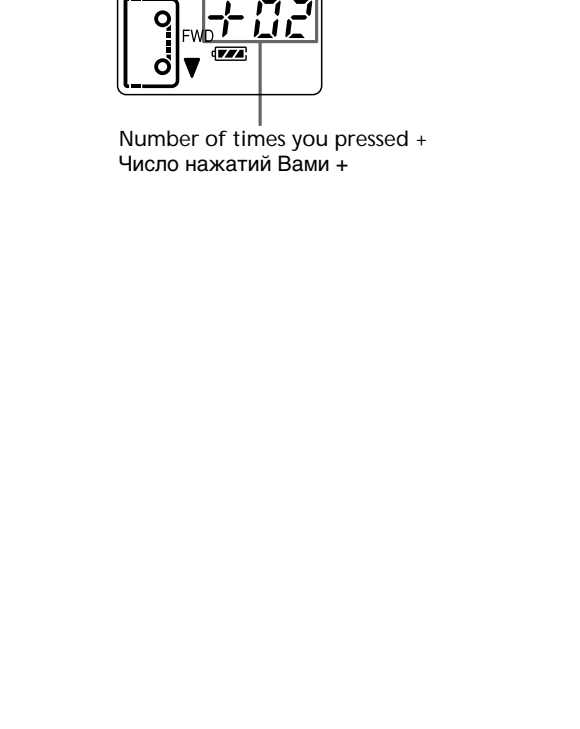 +02
FWD
Number of times you pressed +
Число нажатий Вами +